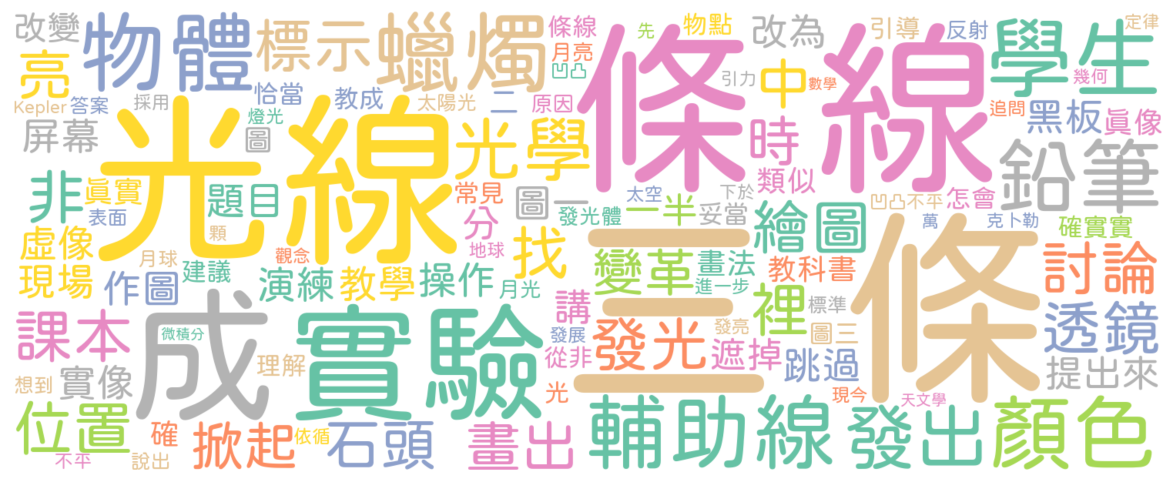 改變 物體 標示 蠟燭 條線 先 物點 改為 引導 反射 學生 定律
亮 月亮 凹凸 引力 中 數學 幾何
Kepler 答案 採用 恰當 教成 太陽光 二 原因 條 線 追問 黑板 眞像
屏幕 光線 燈光 圖 光學 時 鉛筆
非 眞實 題目 常見 圖一 太空 下於 類似 凹凸不平 怎會
表面 顆 分 發光體 一半 妥當 繪圖 萬 克卜勒 確實實
虛像 月球 觀念 地球 找 三 變革 畫法 教科書 條 討論
現場 作圖 建議 演練 教學 操作 月光 進一步 裡 標準
課本 成 微積分 實驗 講 發展 發光 發亮 遮掉 圖三 透鏡
想到 實像 理解 從非 光 跳過 現今 提出來
位置 確 掀起 依循 石頭 畫出 輔助線 發出 天文學 顏色
不平 說出